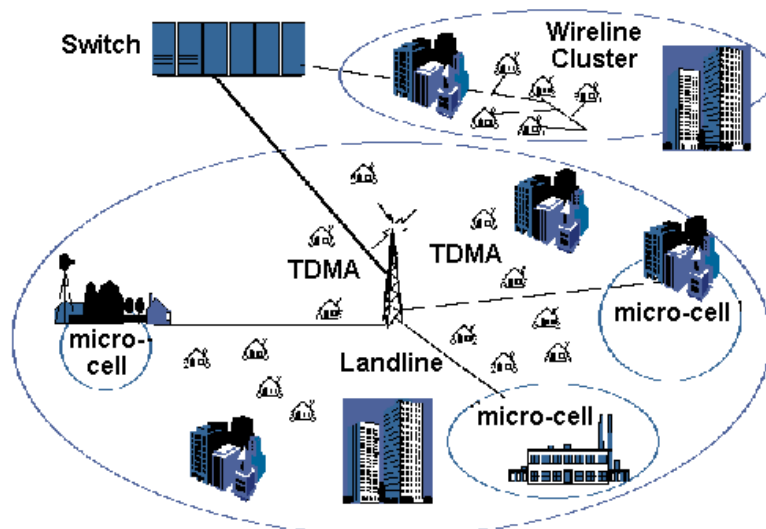 Switch
Wireline
Cluster
TDMA
TDMA
micro-cell
micro-
cell
Landline
micro-cell